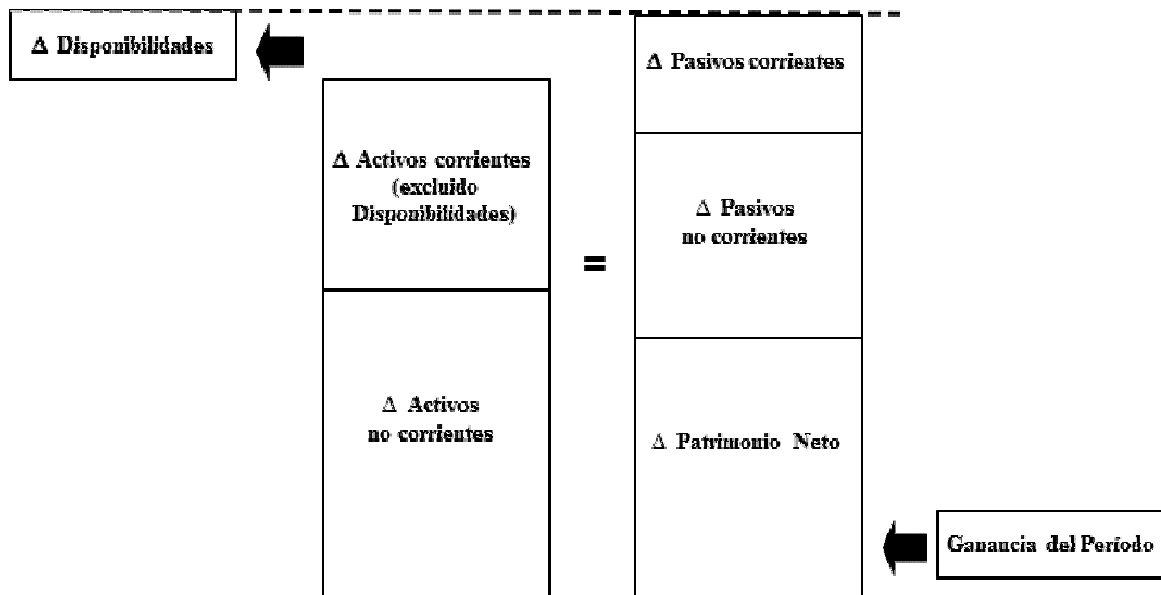 Δ Disponibilidades
Δ Activos corrientes
(excluido
Disponibilidades)
Δ Activos
no corrientes
=
Δ Pasivos corrientes
Δ Pasivos
no corrientes
Δ Patrimonio Neto
Ganancia del Período